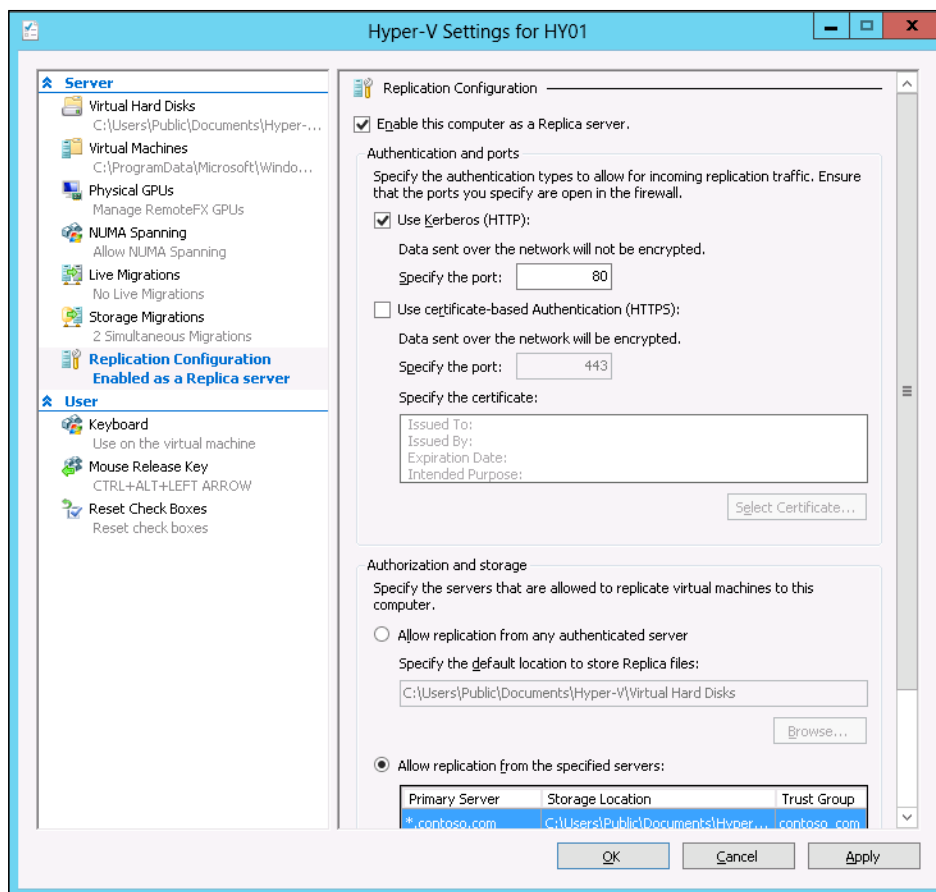 Hyper-V Settings for HY01
Server
Virtual Hard Disks
C:\Users\Public\Documents\Hyper-...
Virtual Machines
C:\ProgramData\Microsoft\Windo...
Physical GPUs
Manage RemoteFX GPUs
NUMA Spanning
Allow NUMA Spanning
Live Migrations
No Live Migrations
Storage Migrations
2 Simultaneous Migrations
Replication Configuration
Enabled as a Replica server
User
Keyboard
Use on the virtual machine
Mouse Release Key
CTRL+ALT+LEFT ARROW
Reset Check Boxes
Reset check boxes
Replication Configuration
Enable this computer as a Replica server.
Authentication and ports
Specify the authentication types to allow for incoming replication traffic. Ensure
that the ports you specify are open in the firewall.
Use Kerberos (HTTP):
Data sent over the network will not be encrypted.
Specify the port: 80
Use certificate-based Authentication (HTTPS):
Data sent over the network will be encrypted.
Specify the port: 443
Specify the certificate:
Issued To:
Issued By:
Expiration Date:
Intended Purpose:
Select Certificate...
Authorization and storage
Specify the servers that are allowed to replicate virtual machines to this
computer.
Allow replication from any authenticated server
Specify the default location to store Replica files:
C:\Users\Public\Documents\Hyper-V\Virtual Hard Disks
Browse...
Allow replication from the specified servers:
Primary Server Storage Location Trust Group
*.contoso.com C:\Users\Public\Documents\Hyper... contoso_com
OK Cancel Apply